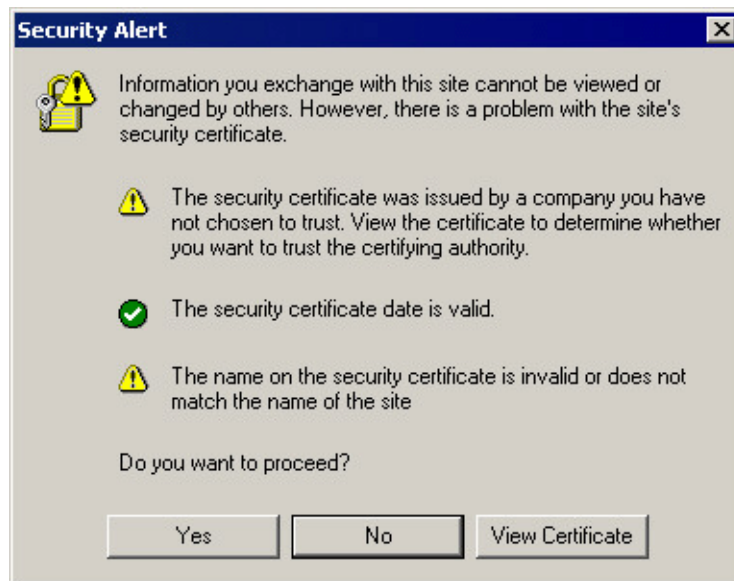 Security Alert
Information you exchange with this site cannot be viewed or
changed by others. However, there is a problem with the site's
security certificate.
The security certificate was issued by a company you have
not chosen to trust. View the certificate to determine whether
you want to trust the certifying authority.
The security certificate date is valid.
The name on the security certificate is invalid or does not
match the name of the site
Do you want to proceed?
Yes No View Certificate